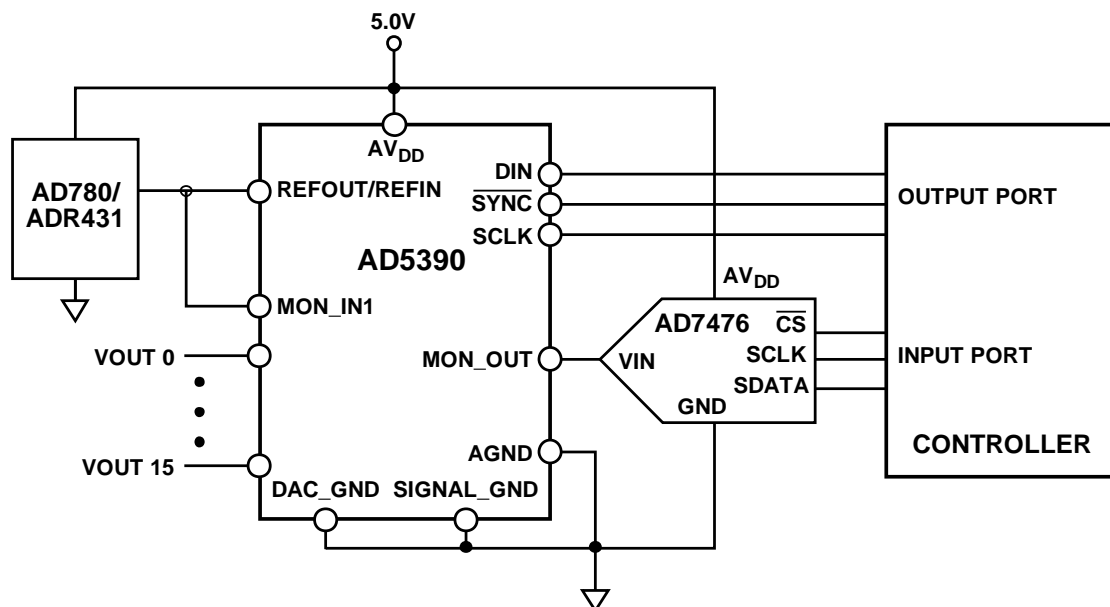 5.0V
AVDD
AD780/
ADR431
REFOUT/REFIN
DIN
SYNC
SCLK
OUTPUT PORT
AD5390
AVDD
MON_IN1
AD7476
CS
VOUT 0
MON_OUT
VIN
SCLK
INPUT PORT
SDATA
GND
CONTROLLER
AGND
VOUT 15
DAC_GND
SIGNAL_GND